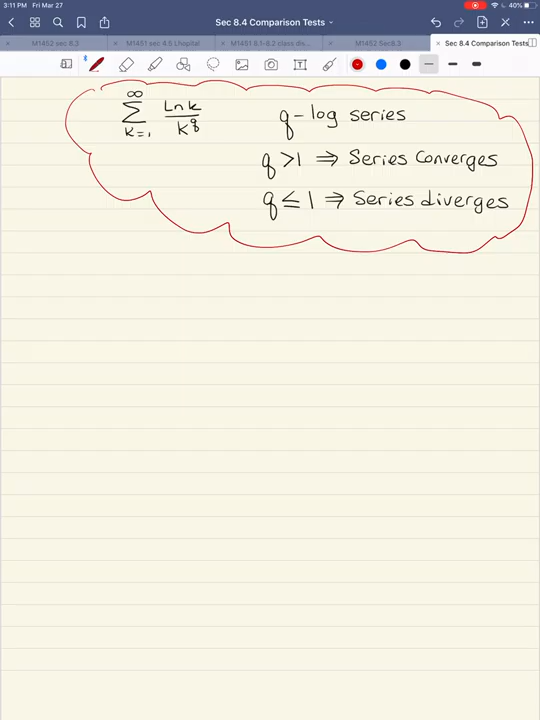 3:11 PM Fri Mar 27
40%
Sec 8.4 Comparison Tests
M1452 sec 8.3
M1451 sec 4.5 Lhopital
M1451.8.1-8.2 class dis...
M1452 Sec8.3
Sec 8.4 Comparison Tests
∞
∑ Ln k / k^q q - log series
k=1
q > 1 ⇒ Series Converges
q ≤ 1 ⇒ Series diverges